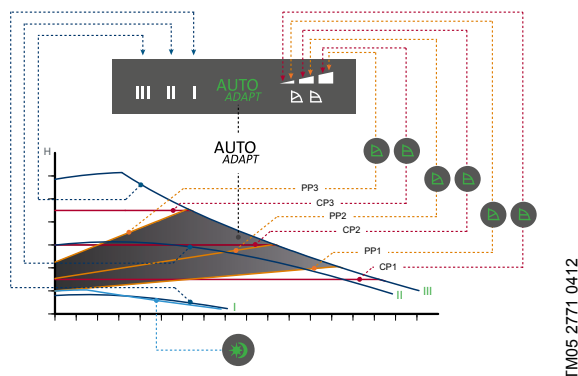 III II I AUTO ADAPT
AUTO ADAPT
H
PP3
CP3
PP2
CP2
PP1
CP1
III
II
I
TM05 2771 0412